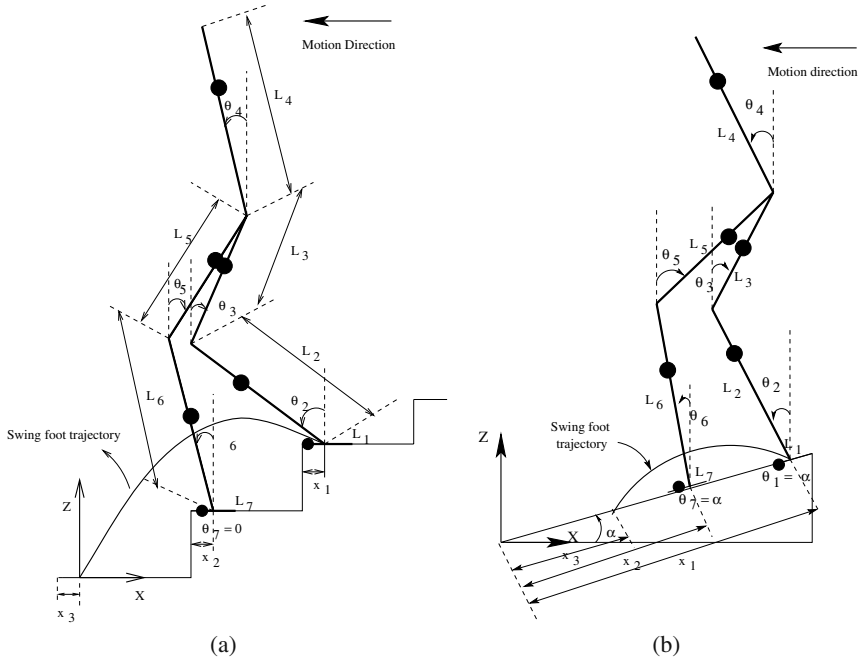 Motion Direction
θ 4
L 4
L 5
θ 5
L 3
θ 3
L 2
L 6
θ 2
Swing foot trajectory
6
L 1
x 1
Z
L 7
θ 7 = 0
x 2
X
x 3
(a)
Motion direction
θ 4
L 4
L 5
θ 5
θ 3
L 3
L 2
θ 2
L 6
θ 6
Swing foot
trajectory
Z
L 1
L 7
θ 1 = α
θ 7 = α
X
α
x 3
x 2
x 1
(b)